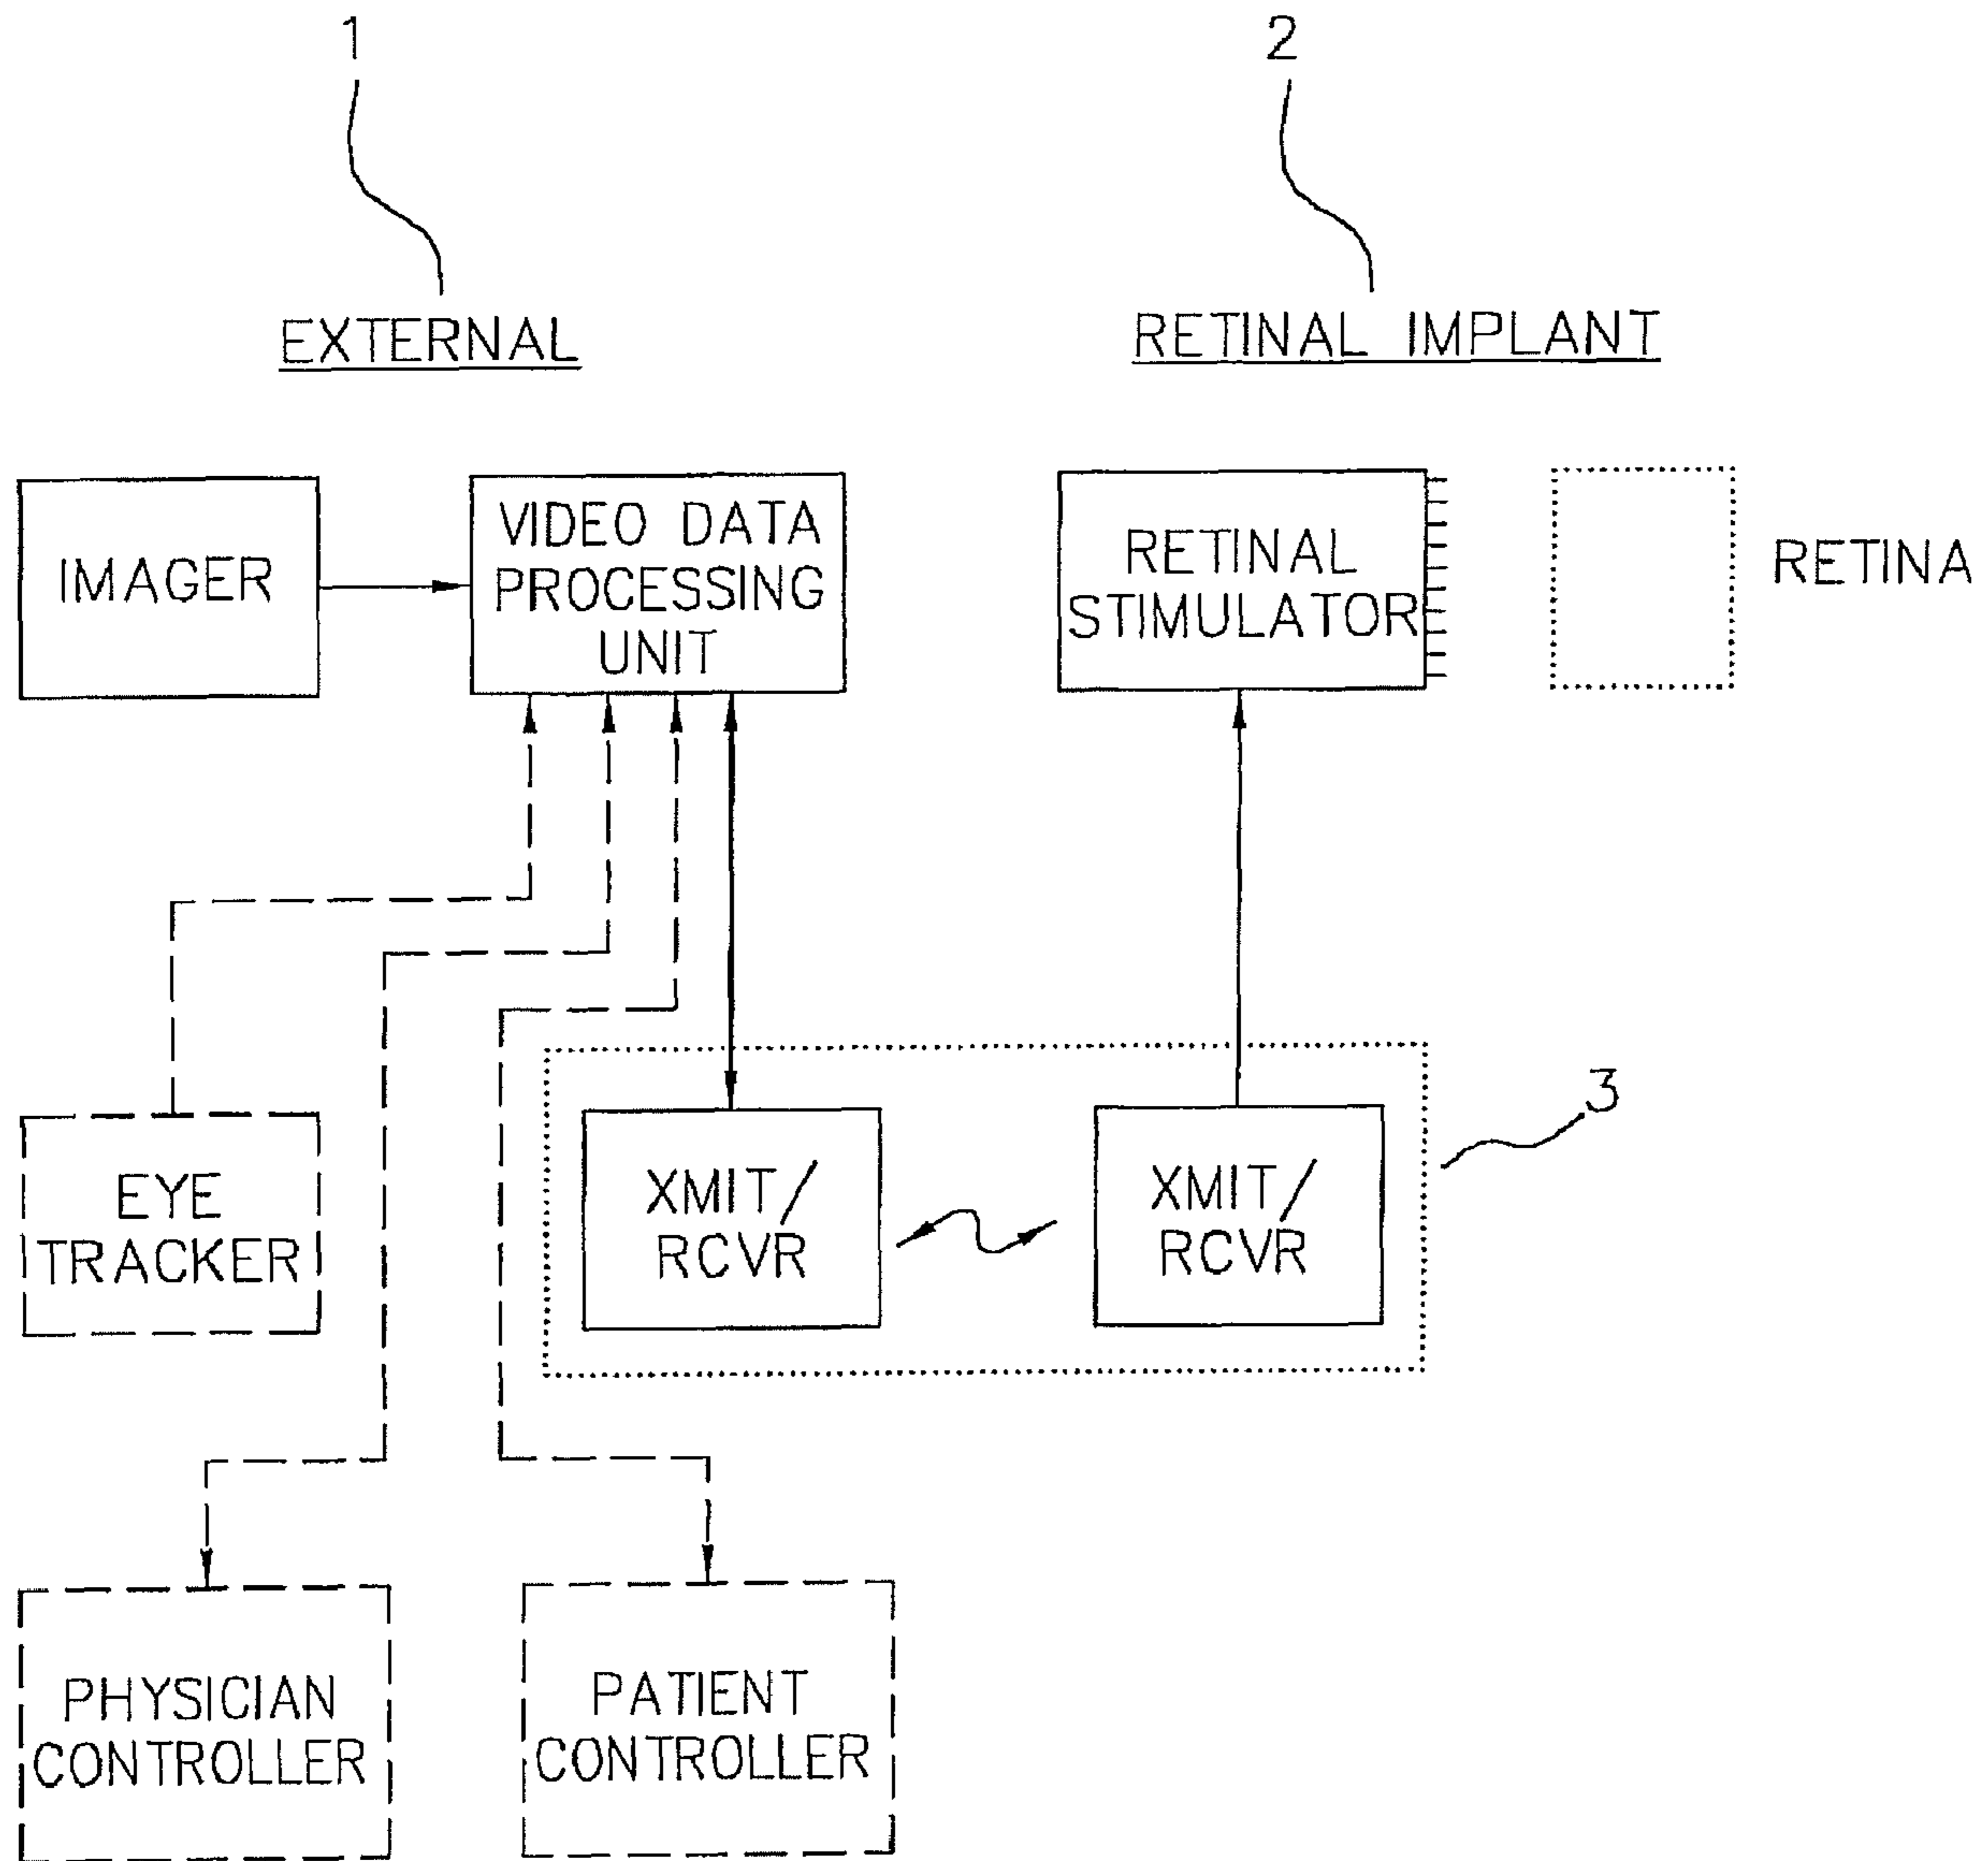 1
2
EXTERNAL
RETINAL IMPLANT
IMAGER
VIDEO DATA
PROCESSING
UNIT
RETINAL
STIMULATOR
RETINA
3
EYE
TRACKER
XMIT/
RCVR
XMIT/
RCVR
PHYSICIAN
CONTROLLER
PATIENT
CONTROLLER